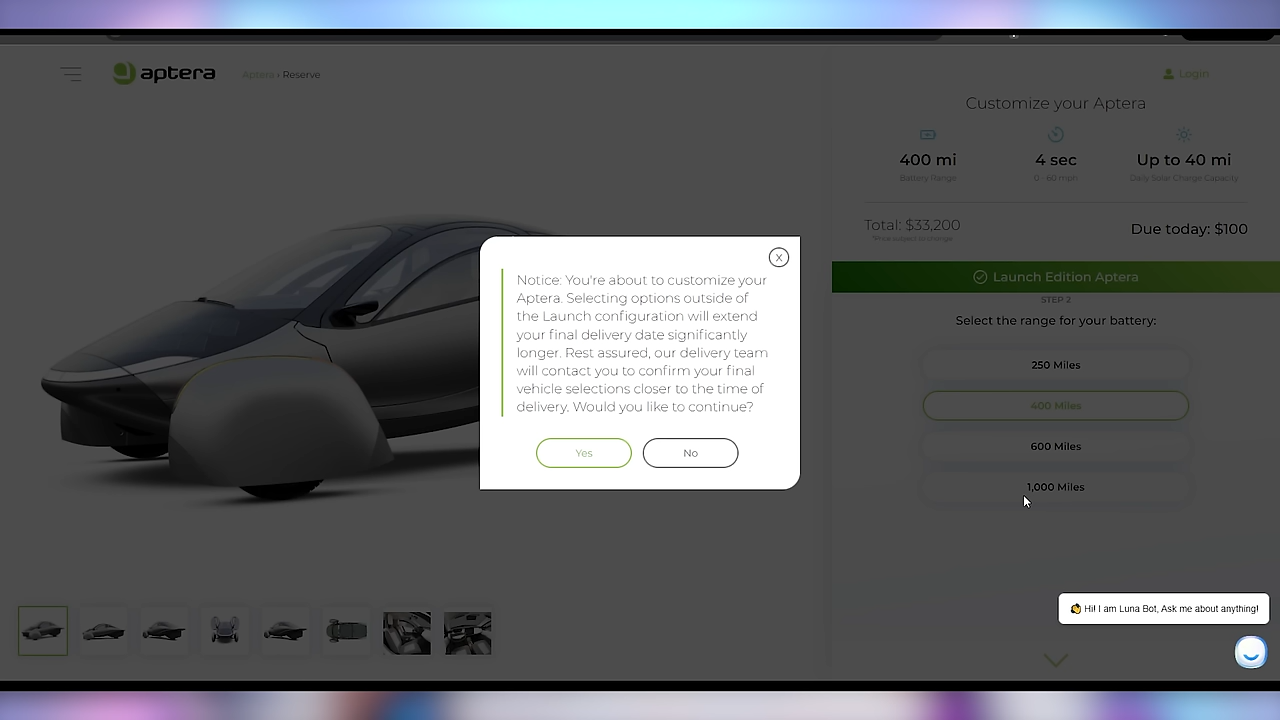 aptera
Aptera › Reserve
Login
Customize your Aptera
400 mi
Battery Range
4 sec
0 - 60 mph
Up to 40 mi
Daily Solar Charge Capacity
Total: $33,200
*Price subject to change
Due today: $100
Launch Edition Aptera
STEP 2
Select the range for your battery:
250 Miles
400 Miles
600 Miles
1,000 Miles
X
Notice: You're about to customize your
Aptera. Selecting options outside of
the Launch configuration will extend
your final delivery date significantly
longer. Rest assured, our delivery team
will contact you to confirm your final
vehicle selections closer to the time of
delivery. Would you like to continue?
Yes
No
Hi! I am Luna Bot, Ask me about anything!